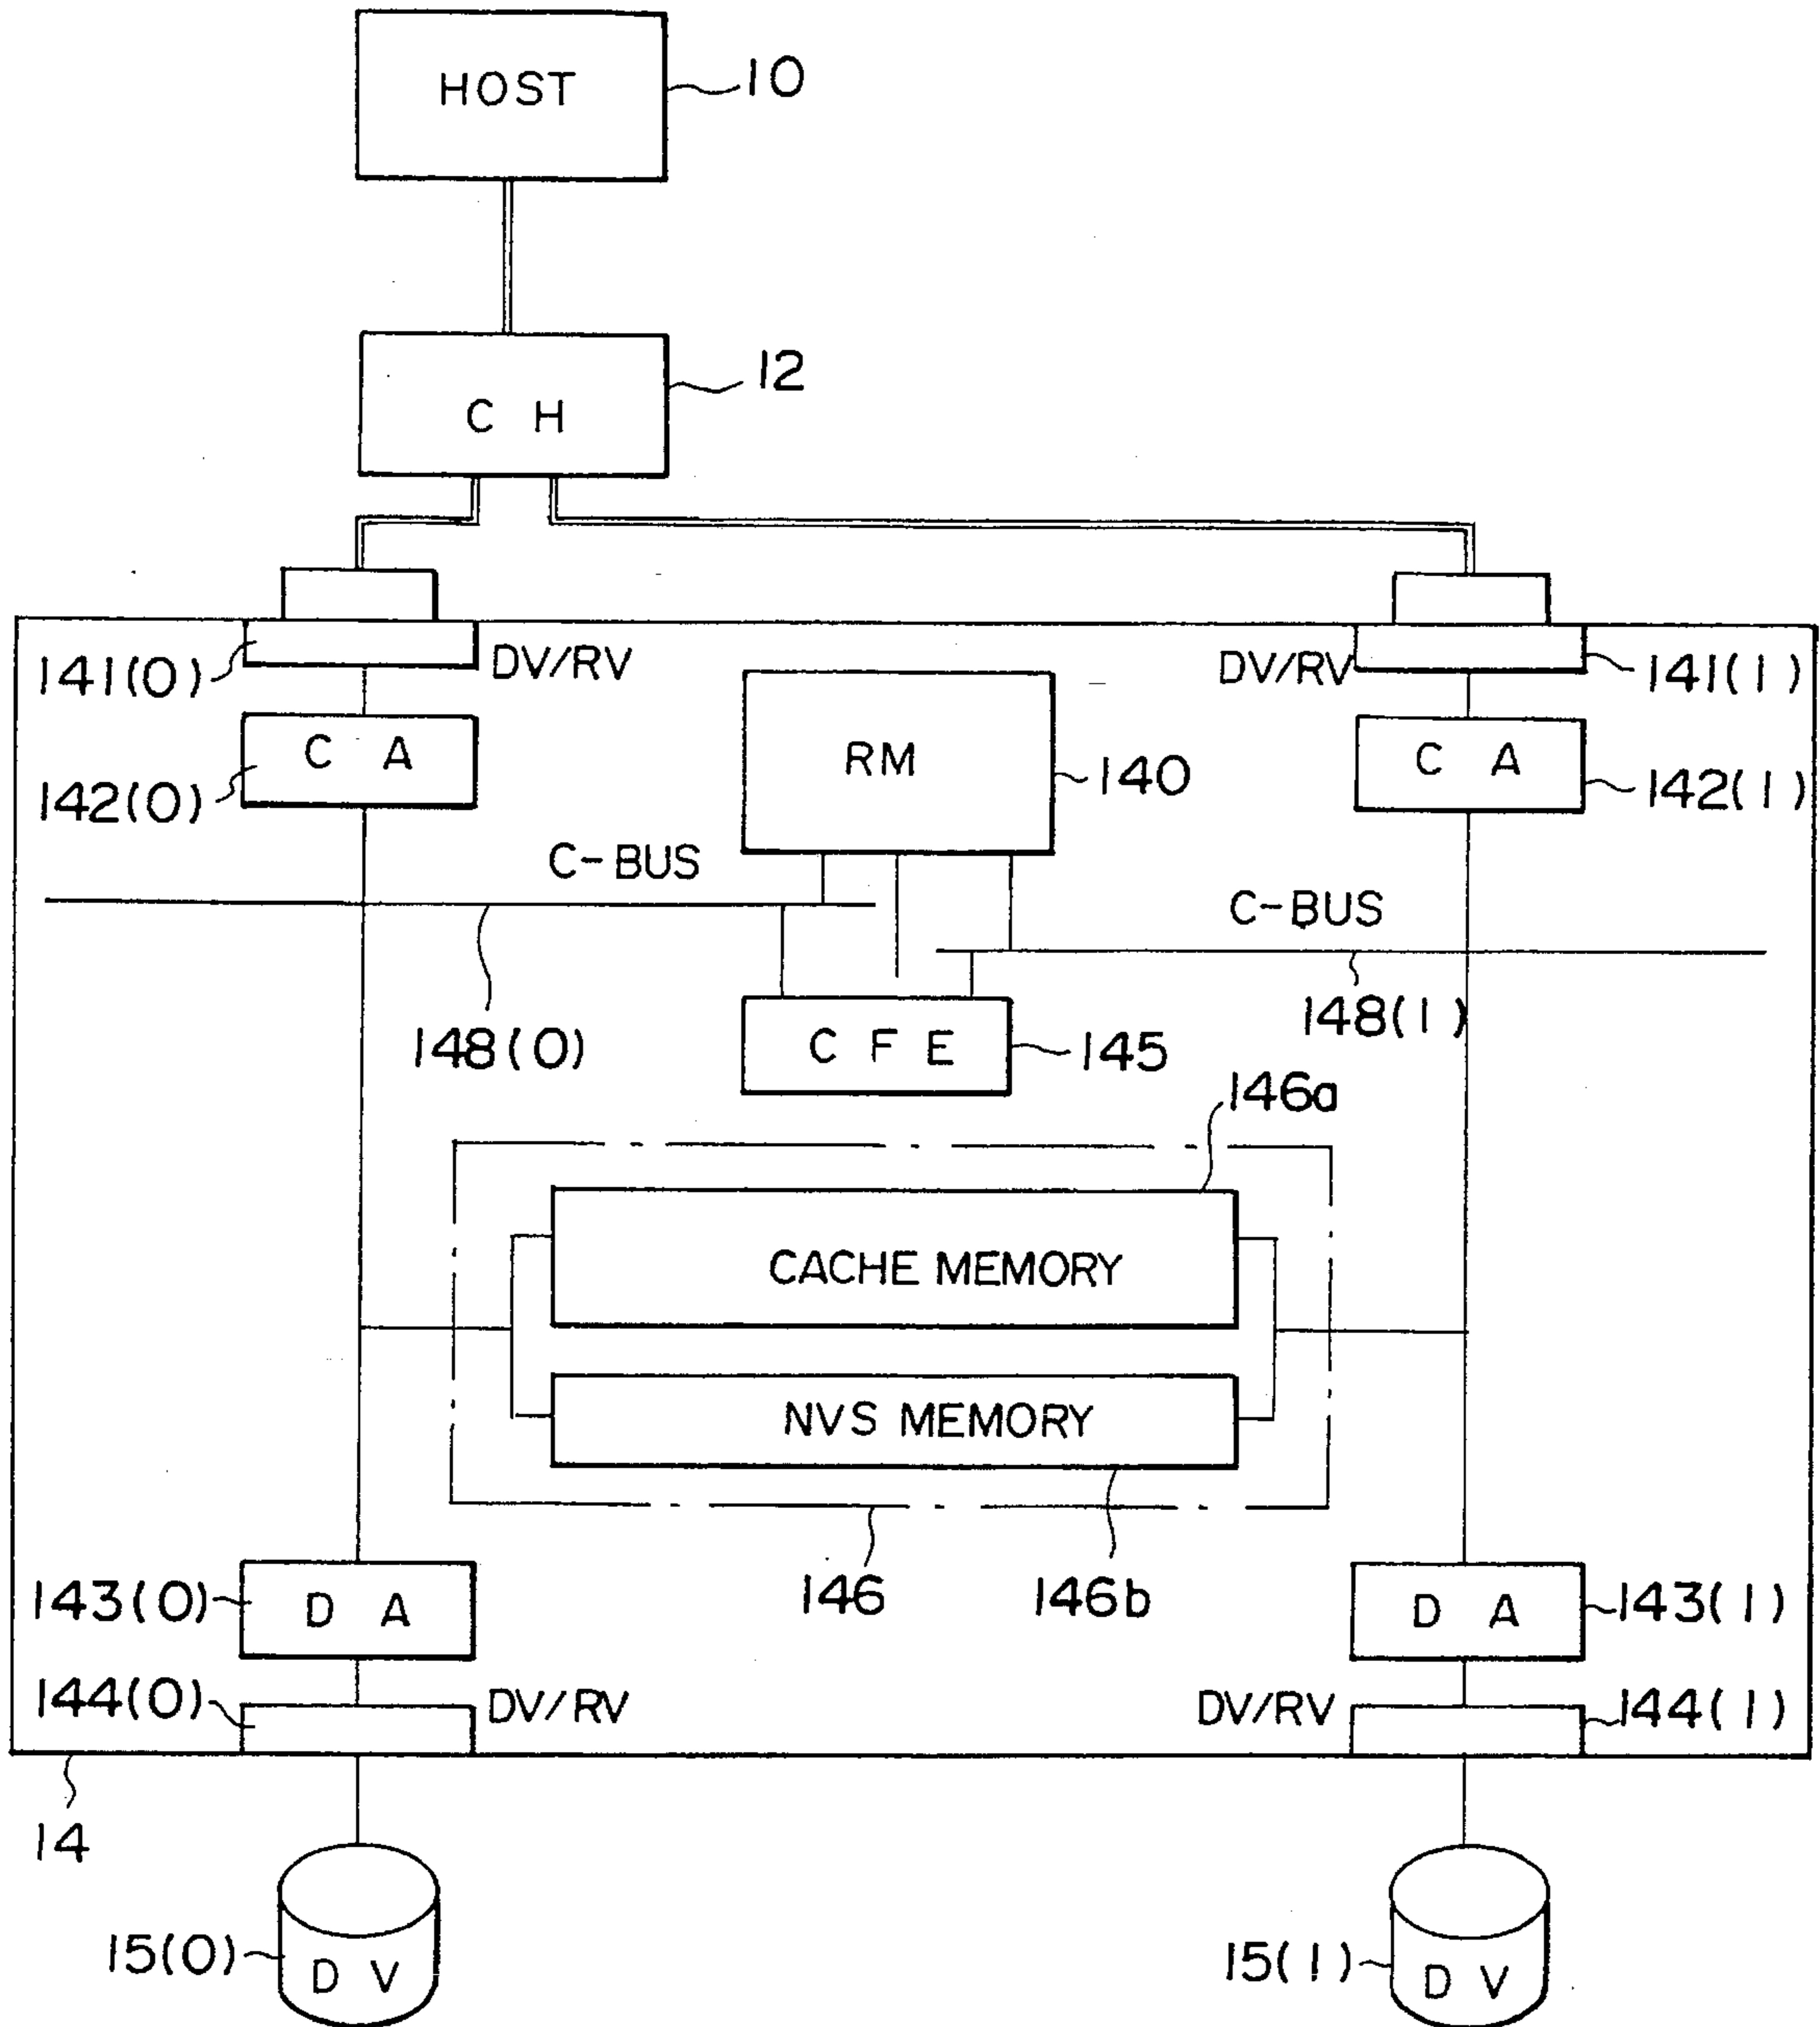 HOST
10
C H
12
141(0)
DV/RV
DV/RV
141(1)
C A
142(0)
RM
140
C A
142(1)
C-BUS
C-BUS
148(0)
148(1)
C F E
145
146a
CACHE MEMORY
NVS MEMORY
146
146b
143(0)
D A
D A
143(1)
144(0)
DV/RV
DV/RV
144(1)
14
15(0)
D V
15(1)
D V